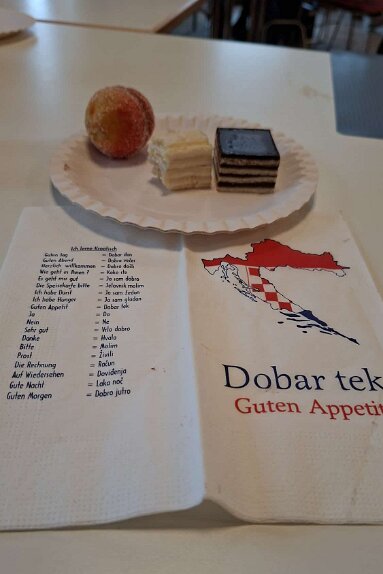 Ich lerne Kroatisch
Guten Tag = Dobar dan
Guten Abend = Dobro večer
Herzlich willkommen = Dobro došli
Wie geht es Ihnen? = Kako ste
Es geht mir gut = Ja sam dobro
Die Speisekarte bitte = Jelovnik molim
Ich habe Durst = Ja sam žedan
Ich habe Hunger = Ja sam gladan
Guten Appetit = Dobar tek
Ja = Da
Nein = Ne
Sehr gut = Vrlo dobro
Danke = Hvala
Bitte = Molim
Prost = Živili
Die Rechnung = Račun
Auf Wiedersehen = Doviđenja
Gute Nacht = Laka noć
Guten Morgen = Dobro jutro
Dobar tek
Guten Appetit